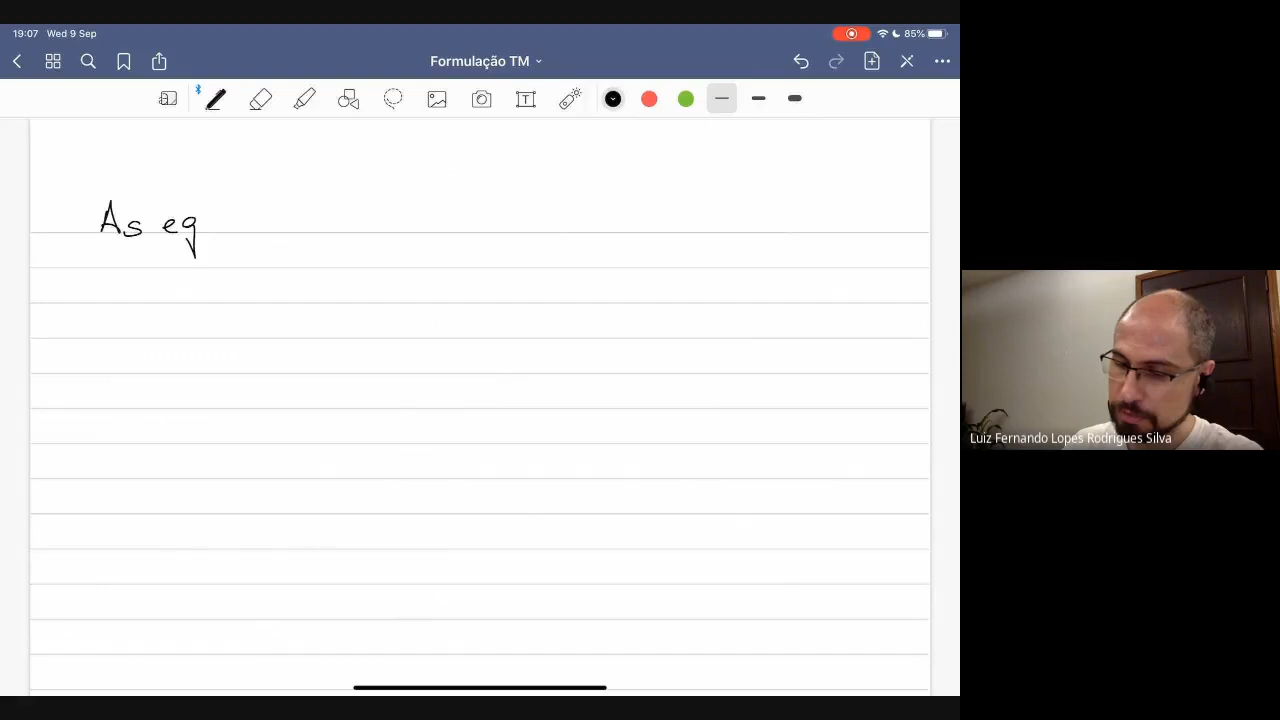 19:07 Wed 9 Sep
85%
Formulação TM
T
As eq
Luiz Fernando Lopes Rodrigues Silva